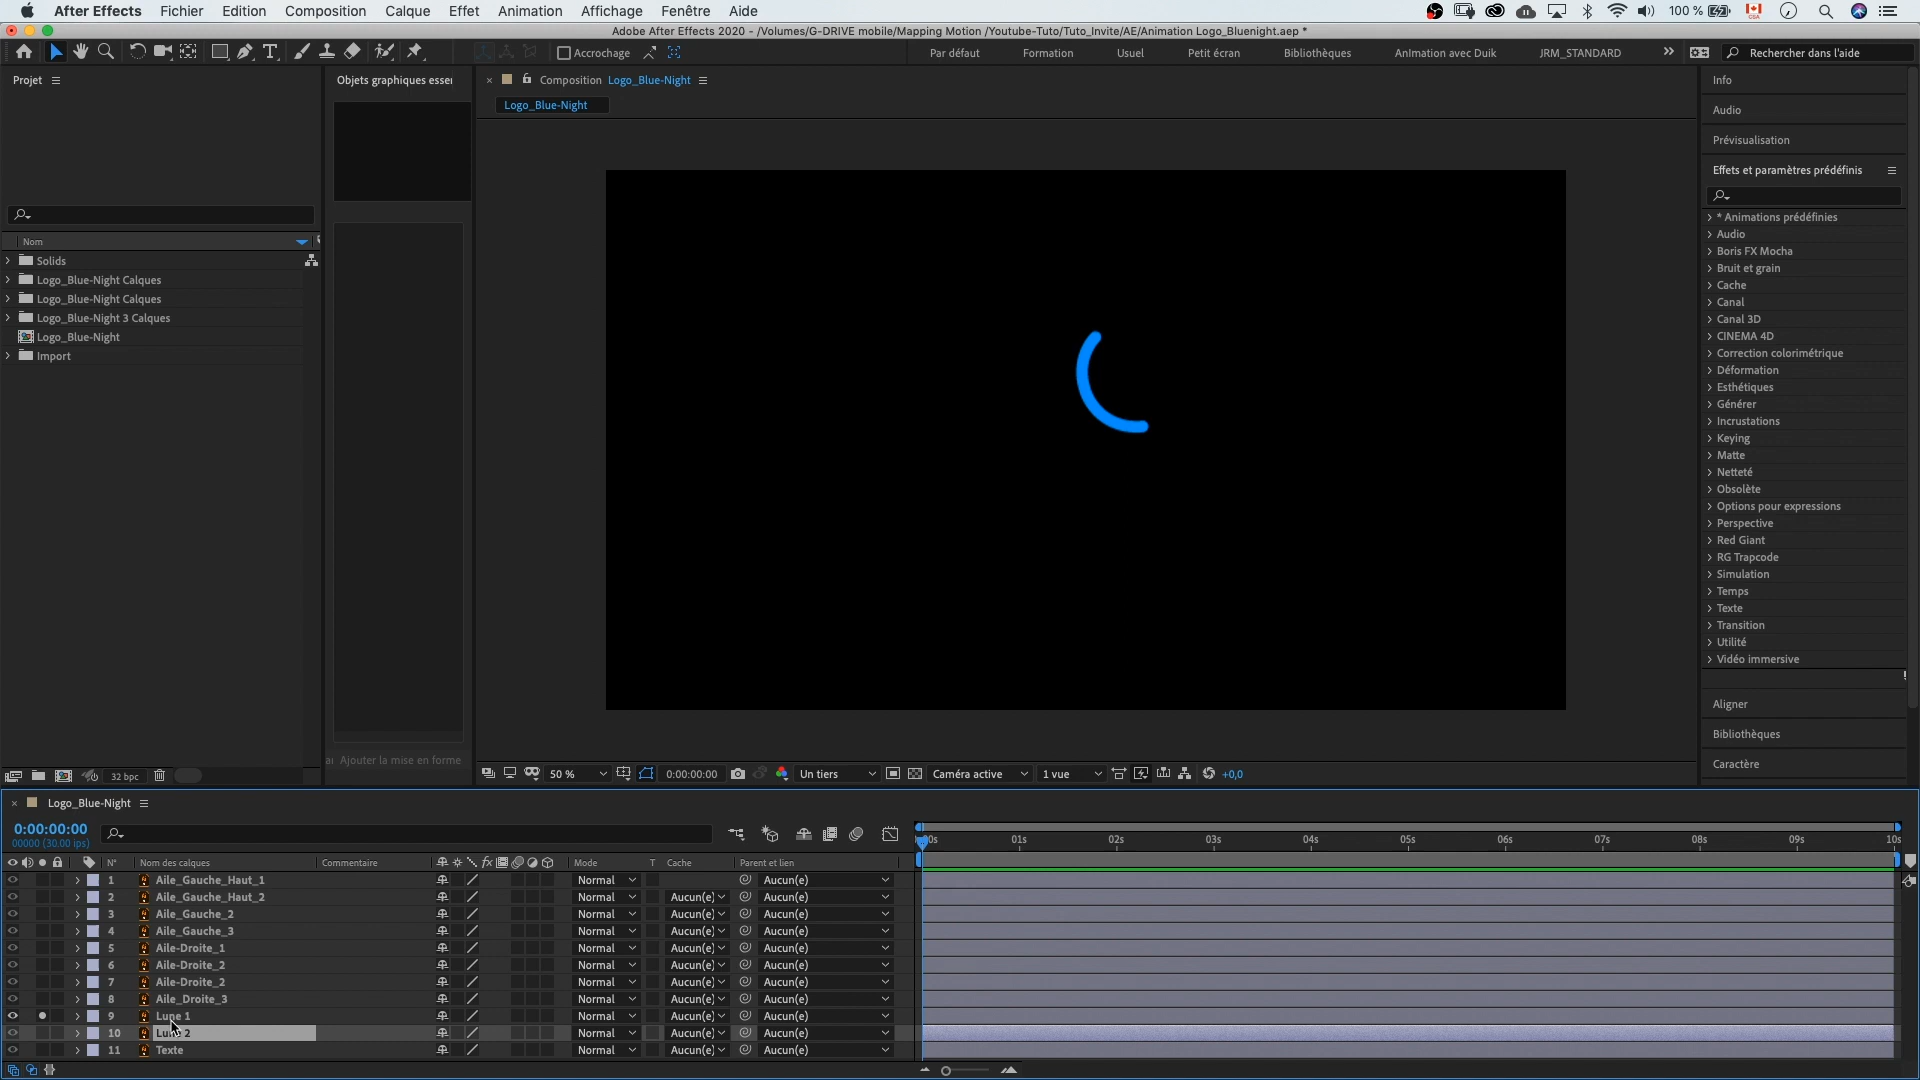 After Effects Fichier Edition Composition Calque Effet Animation Affichage Fenêtre Aide 100 %
Adobe After Effects 2020 - /Volumes/G-DRIVE mobile/Mapping Motion /Youtube-Tuto/Tuto_Invite/AE/Animation Logo_Bluenight.aep *
Accrochage Par défaut Formation Usuel Petit écran Bibliothèques Animation avec Duik JRM_STANDARD Rechercher dans l'aide
Projet
Objets graphiques esser
Composition Logo_Blue-Night
Logo_Blue-Night
Nom
Solids
Logo_Blue-Night Calques
Logo_Blue-Night Calques
Logo_Blue-Night 3 Calques
Logo_Blue-Night
Import
32 bpc
Ajouter la mise en forme
50 % 0:00:00:00 Un tiers Caméra active 1 vue +0,0
Info
Audio
Prévisualisation
Effets et paramètres prédéfinis
* Animations prédéfinies
Audio
Boris FX Mocha
Bruit et grain
Cache
Canal
Canal 3D
CINEMA 4D
Correction colorimétrique
Déformation
Esthétiques
Générer
Incrustations
Keying
Matte
Netteté
Obsolète
Options pour expressions
Perspective
Red Giant
RG Trapcode
Simulation
Temps
Texte
Transition
Utilité
Vidéo immersive
Aligner
Bibliothèques
Caractère
Logo_Blue-Night
0:00:00:00
00000 (30.00 ips)
01s 02s 03s 04s 05s 06s 07s 08s 09s 10s
N° Nom des calques Commentaire fx Mode T Cache Parent et lien
1 Aile_Gauche_Haut_1 Normal Aucun(e)
2 Aile_Gauche_Haut_2 Normal Aucun(e) Aucun(e)
3 Aile_Gauche_2 Normal Aucun(e) Aucun(e)
4 Aile_Gauche_3 Normal Aucun(e) Aucun(e)
5 Aile-Droite_1 Normal Aucun(e) Aucun(e)
6 Aile-Droite_2 Normal Aucun(e) Aucun(e)
7 Aile-Droite_2 Normal Aucun(e) Aucun(e)
8 Aile_Droite_3 Normal Aucun(e) Aucun(e)
9 Lune 1 Normal Aucun(e) Aucun(e)
10 Lune 2 Normal Aucun(e) Aucun(e)
11 Texte Normal Aucun(e) Aucun(e)